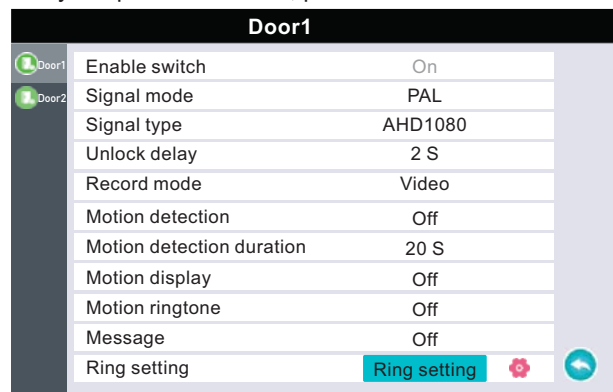 Door1
Door1
Door2
Enable switch On
Signal mode PAL
Signal type AHD1080
Unlock delay 2 S
Record mode Video
Motion detection Off
Motion detection duration 20 S
Motion display Off
Motion ringtone Off
Message Off
Ring setting Ring setting